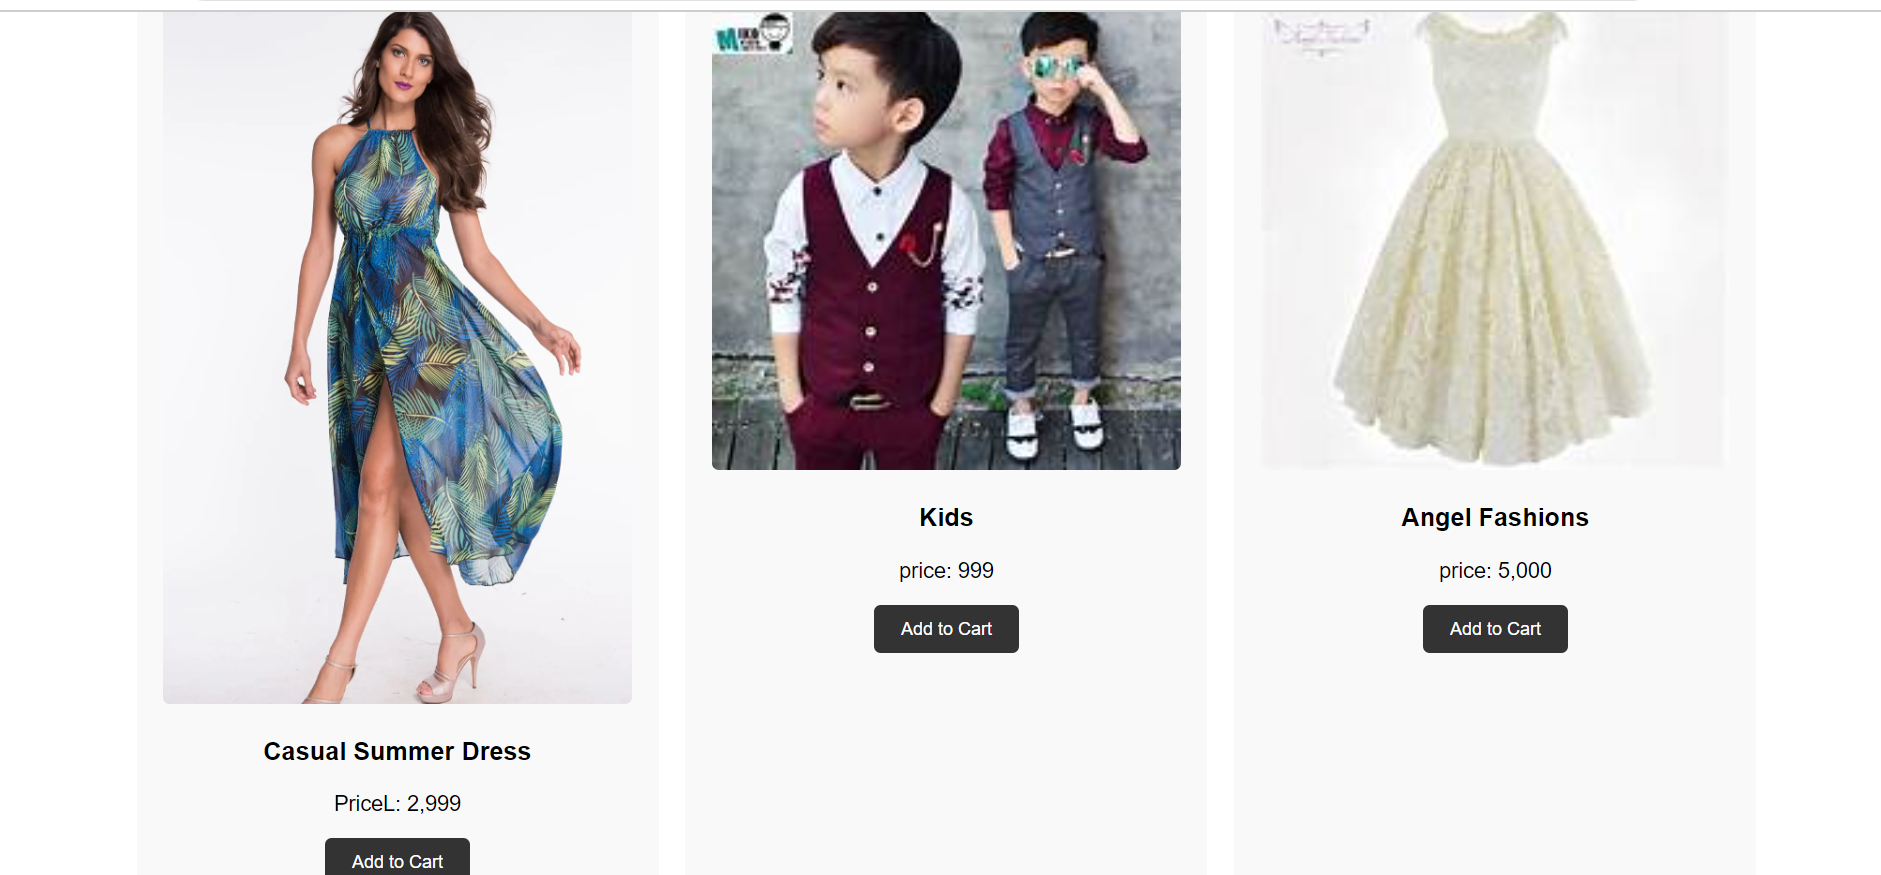 MIKO
Kids
price: 999
Add to Cart
Angel Fashions
price: 5,000
Add to Cart
Casual Summer Dress
PriceL: 2,999
Add to Cart